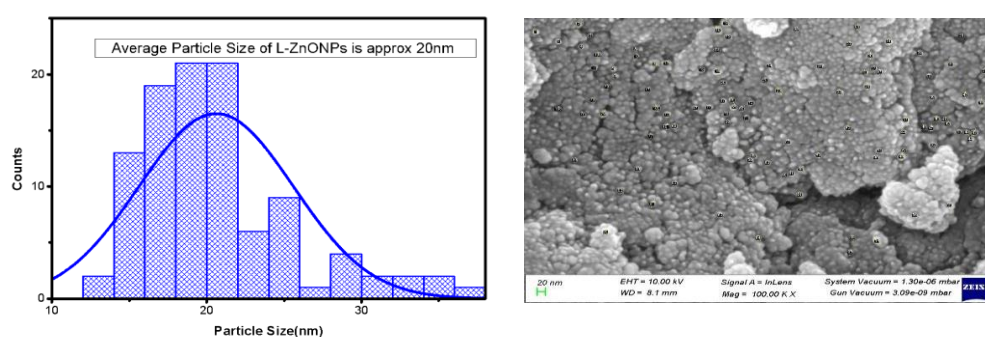 Average Particle Size of L-ZnONPs is approx 20nm
Counts
20
10
0
10
20
30
Particle Size(nm)
20 nm
EHT = 10.00 kV
Signal A = InLens
System Vacuum = 1.30e-06 mbar
WD = 8.1 mm
Mag = 100.00 K X
Gun Vacuum = 3.09e-09 mbar
ZEISS